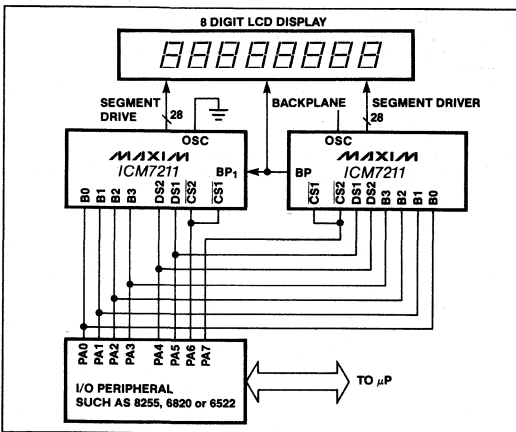 8 DIGIT LCD DISPLAY
SEGMENT DRIVE
28
BACKPLANE
SEGMENT DRIVER
28
OSC
MAXIM
ICM7211
BP1
B0 B1 B2 B3 DS2 DS1 CS2 CS1
OSC
BP
MAXIM
ICM7211
CS1 CS2 DS1 DS2 B3 B2 B1 B0
PA0 PA1 PA2 PA3 PA4 PA5 PA6 PA7
I/O PERIPHERAL
SUCH AS 8255, 6820 or 6522
TO μP